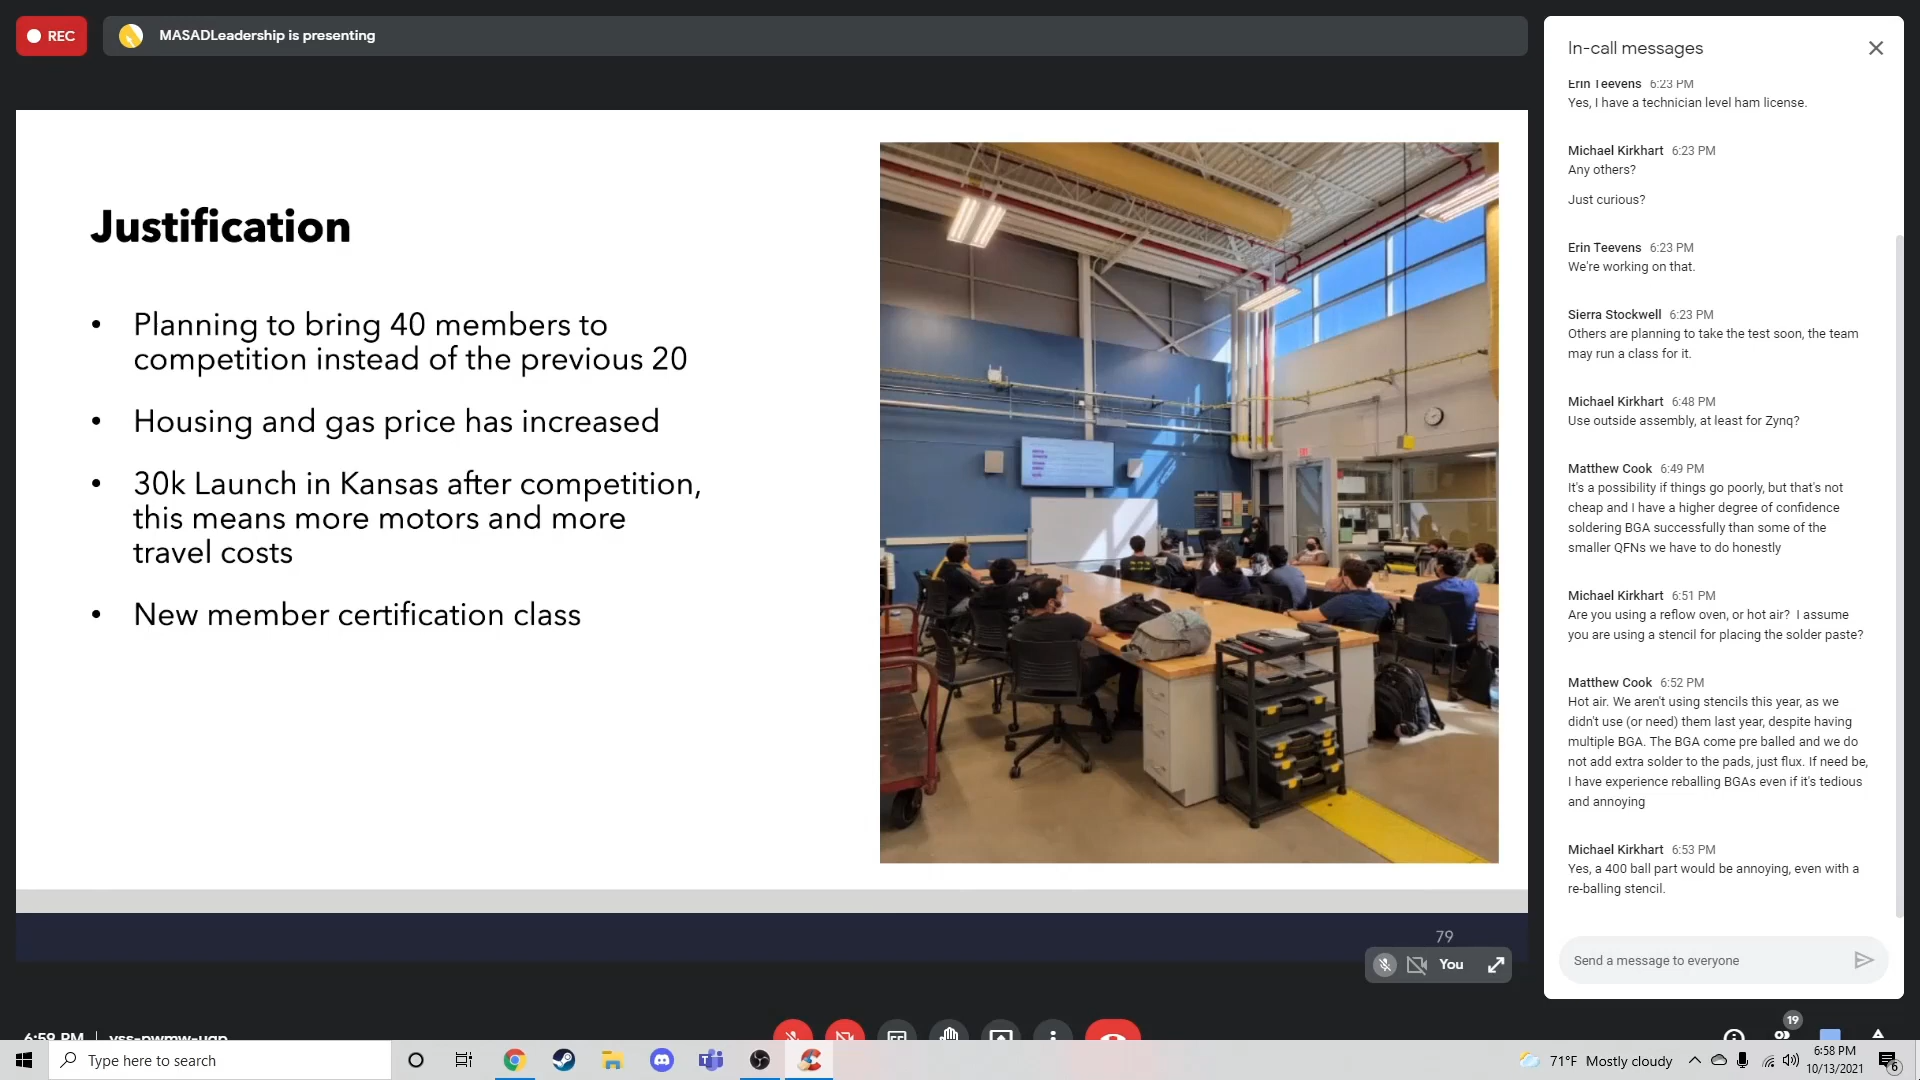 REC
MASADLeadership is presenting
Justification
• Planning to bring 40 members to
competition instead of the previous 20
• Housing and gas price has increased
• 30k Launch in Kansas after competition,
this means more motors and more
travel costs
• New member certification class
79
You
In-call messages
Erin Teevens 6:23 PM
Yes, I have a technician level ham license.
Michael Kirkhart 6:23 PM
Any others?
Just curious?
Erin Teevens 6:23 PM
We're working on that.
Sierra Stockwell 6:23 PM
Others are planning to take the test soon, the team
may run a class for it.
Michael Kirkhart 6:48 PM
Use outside assembly, at least for Zynq?
Matthew Cook 6:49 PM
It's a possibility if things go poorly, but that's not
cheap and I have a higher degree of confidence
soldering BGA successfully than some of the
smaller QFNs we have to do honestly
Michael Kirkhart 6:51 PM
Are you using a reflow oven, or hot air? I assume
you are using a stencil for placing the solder paste?
Matthew Cook 6:52 PM
Hot air. We aren't using stencils this year, as we
didn't use (or need) them last year, despite having
multiple BGA. The BGA come pre balled and we do
not add extra solder to the pads, just flux. If need be,
I have experience reballing BGAs even if it's tedious
and annoying
Michael Kirkhart 6:53 PM
Yes, a 400 ball part would be annoying, even with a
re-balling stencil.
Send a message to everyone
19
Type here to search
71°F Mostly cloudy
6:58 PM
10/13/2021
6